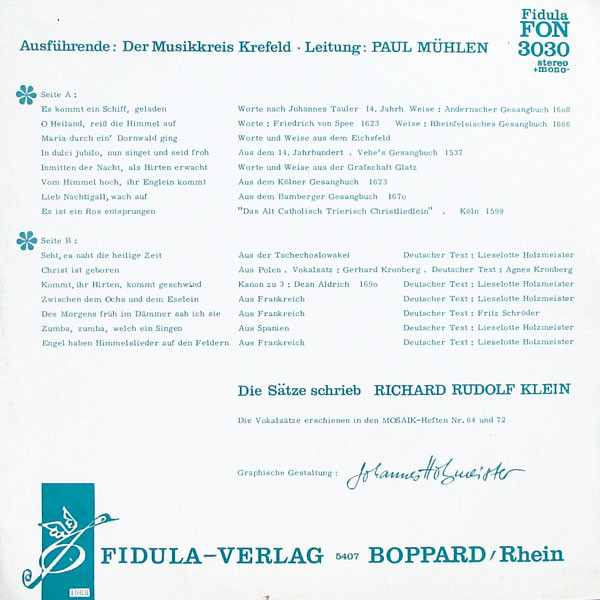 Fidula
FON
3030
stereo
+mono-
Ausführende: Der Musikkreis Krefeld · Leitung: PAUL MÜHLEN
Seite A:
Es kommt ein Schiff, geladen Worte nach Johannes Tauler 14. Jahrh. Weise: Andernacher Gesangbuch 1608
O Heiland, reiß die Himmel auf Worte: Friedrich von Spee 1623 Weise: Rheinfelsisches Gesangbuch 1666
Maria durch ein' Dornwald ging Worte und Weise aus dem Eichsfeld
In dulci jubilo, nun singet und seid froh Aus dem 14. Jahrhundert . Vehe's Gesangbuch 1537
Inmitten der Nacht, als Hirten erwacht Worte und Weise aus der Grafschaft Glatz
Vom Himmel hoch, ihr Englein kommt Aus dem Kölner Gesangbuch 1623
Lieb Nachtigall, wach auf Aus dem Bamberger Gesangbuch 1670
Es ist ein Ros entsprungen "Das Alt Catholisch Trierisch Christliedlein" . Köln 1599
Seite B:
Seht, es naht die heilige Zeit Aus der Tschechoslowakei Deutscher Text: Lieselotte Holzmeister
Christ ist geboren Aus Polen . Vokalsatz: Gerhard Kronberg . Deutscher Text: Agnes Kronberg
Kommt, ihr Hirten, kommt geschwind Kanon zu 3: Dean Aldrich 1690 Deutscher Text: Lieselotte Holzmeister
Zwischen dem Ochs und dem Eselein Aus Frankreich Deutscher Text: Lieselotte Holzmeister
Des Morgens früh im Dämmer sah ich sie Aus Frankreich Deutscher Text: Fritz Schröder
Zumba, zumba, welch ein Singen Aus Spanien Deutscher Text: Lieselotte Holzmeister
Engel haben Himmelslieder auf den Feldern Aus Frankreich Deutscher Text: Lieselotte Holzmeister
Die Sätze schrieb RICHARD RUDOLF KLEIN
Die Vokalsätze erschienen in den MOSAIK-Heften Nr. 64 und 72
Graphische Gestaltung: Johannes Holzmeister
FIDULA-VERLAG 5407 BOPPARD/Rhein
1968